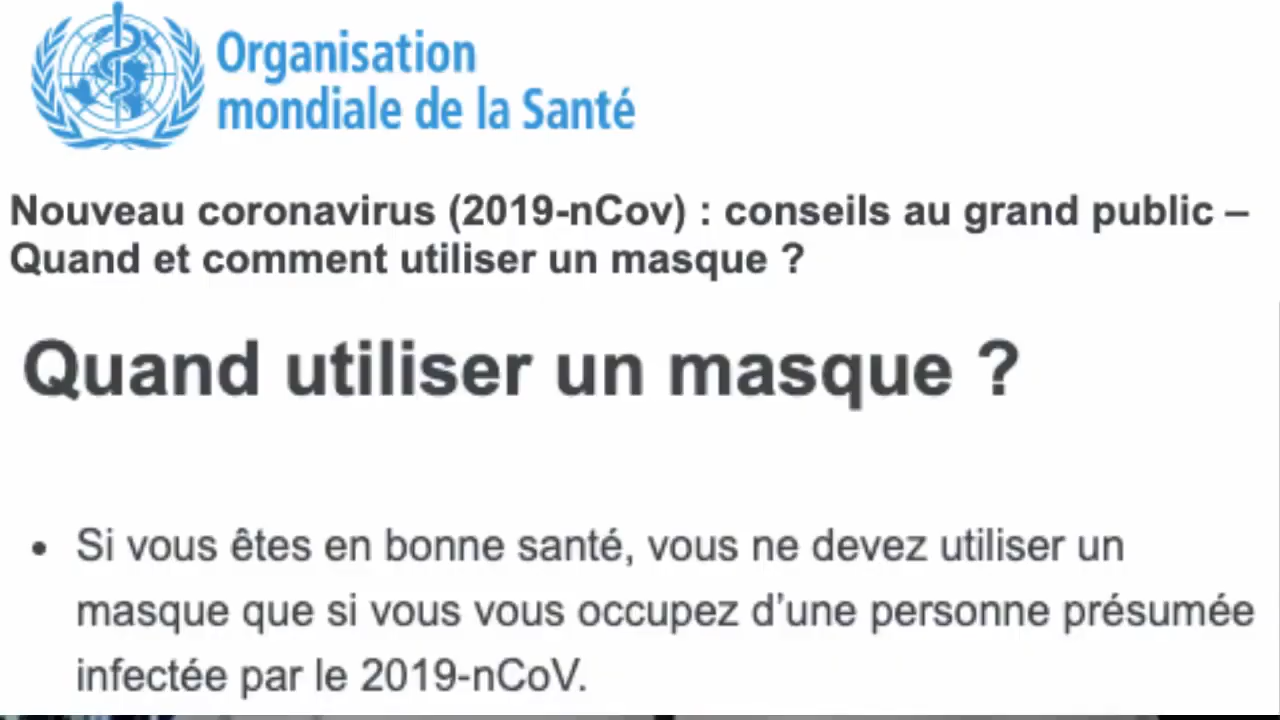 Organisation
mondiale de la Santé
Nouveau coronavirus (2019-nCov) : conseils au grand public –
Quand et comment utiliser un masque ?
Quand utiliser un masque ?
• Si vous êtes en bonne santé, vous ne devez utiliser un
masque que si vous vous occupez d’une personne présumée
infectée par le 2019-nCoV.